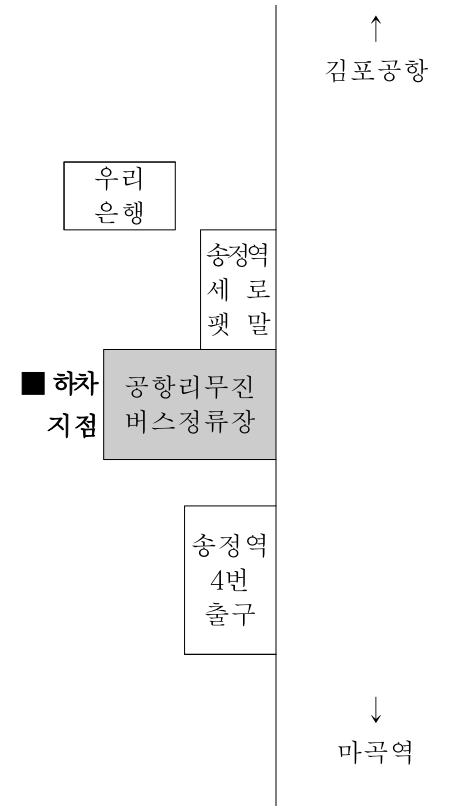 ↑
김포공항
우리
은행
송정역
세 로
팻 말
■ 하차
지점
공항리무진
버스정류장
송정역
4번
출구
↓
마곡역